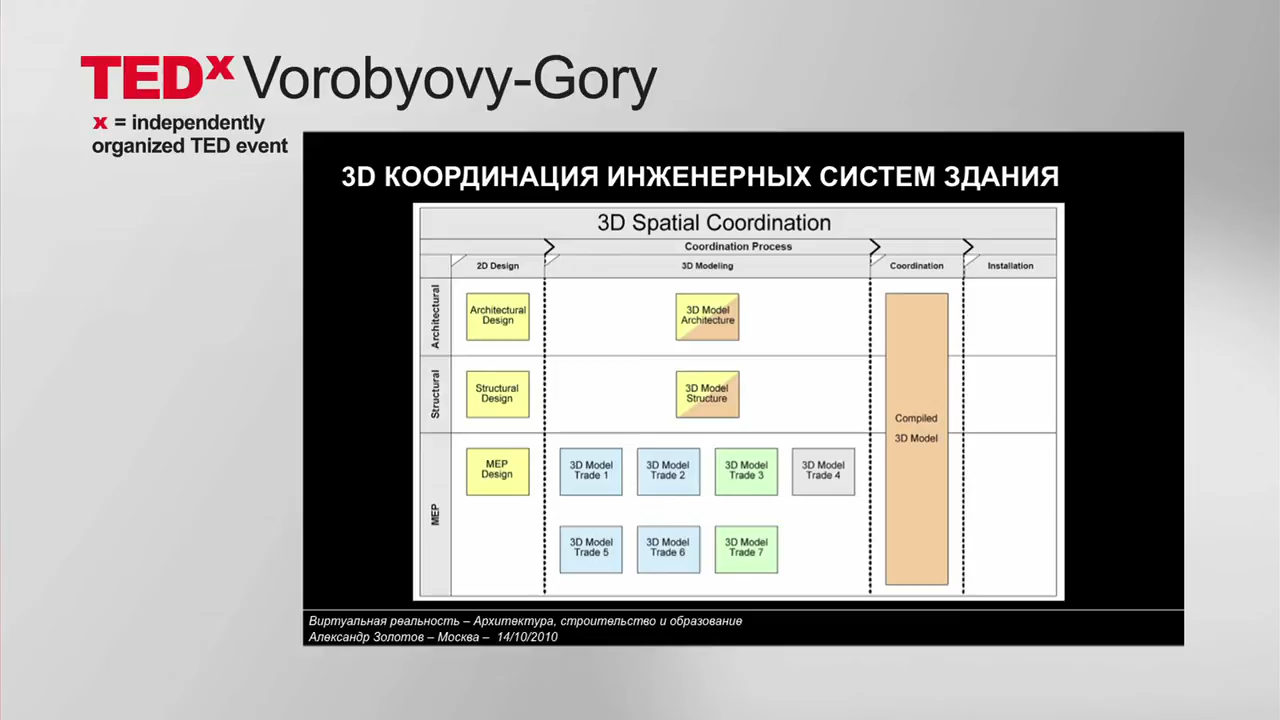 TEDx Vorobyovy-Gory
x = independently
organized TED event
3D КООРДИНАЦИЯ ИНЖЕНЕРНЫХ СИСТЕМ ЗДАНИЯ
3D Spatial Coordination
Coordination Process
2D Design
3D Modeling
Coordination
Installation
Architectural
Architectural
Design
3D Model
Architecture
Structural
Structural
Design
3D Model
Structure
Compiled
3D Model
MEP
MEP
Design
3D Model
Trade 1
3D Model
Trade 2
3D Model
Trade 3
3D Model
Trade 4
3D Model
Trade 5
3D Model
Trade 6
3D Model
Trade 7
Виртуальная реальность – Архитектура, строительство и образование
Александр Золотов – Москва – 14/10/2010